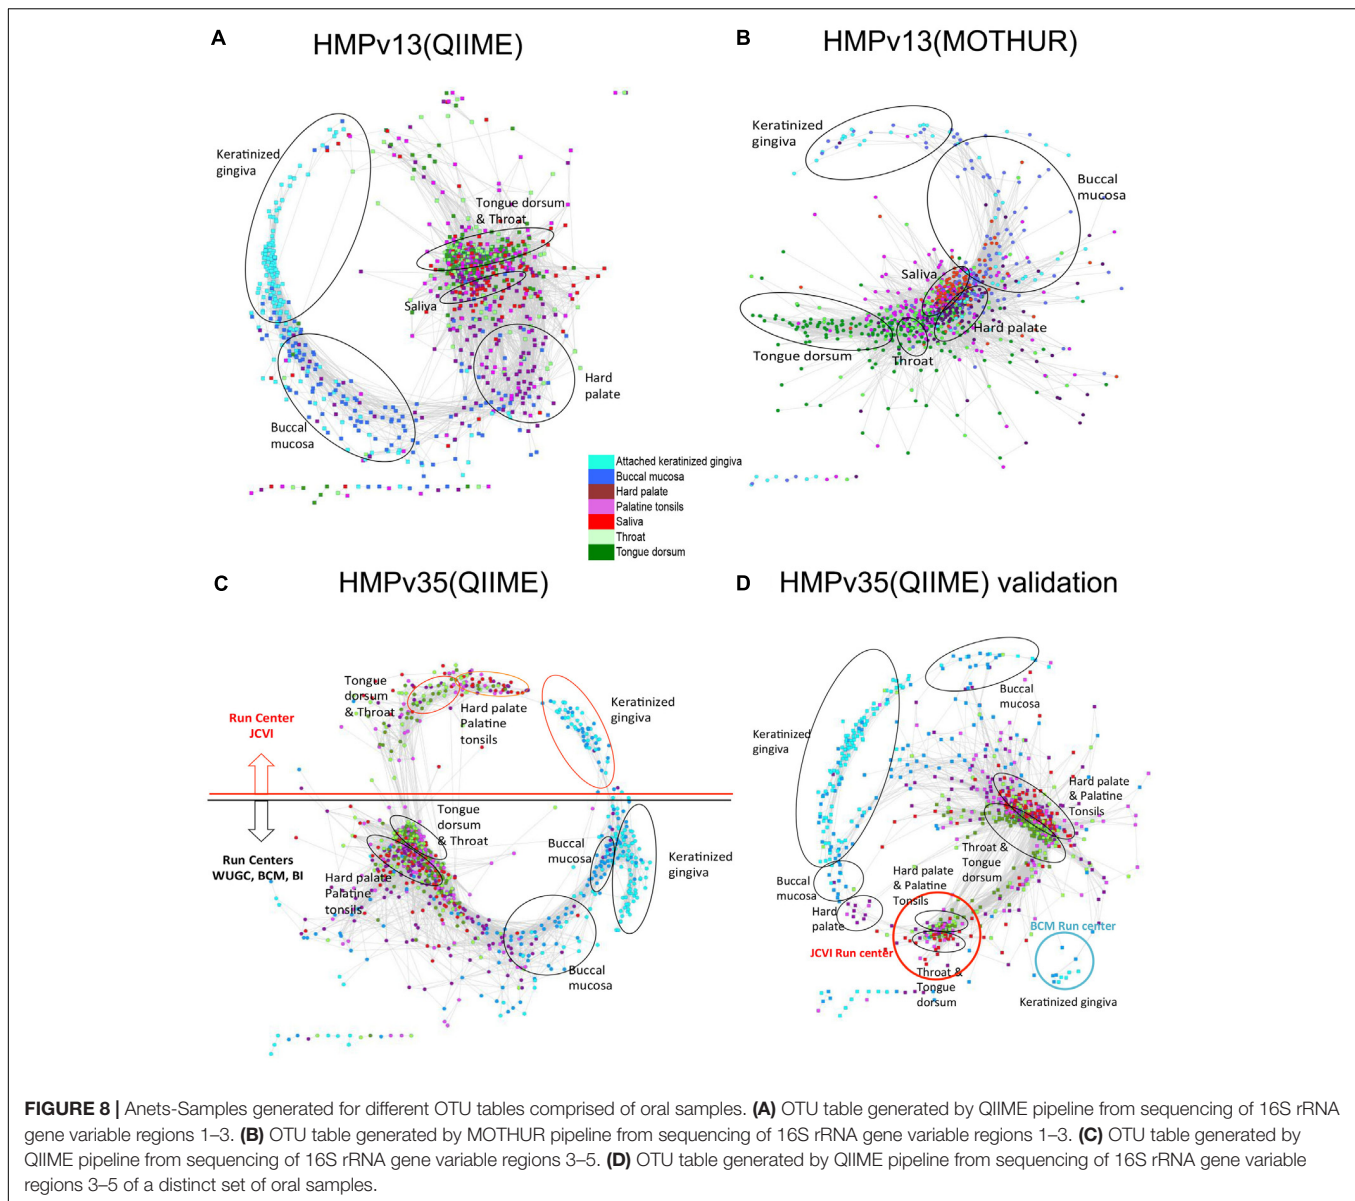 A
HMPv13(QIIME)
Keratinized
gingiva
Tongue dorsum
& Throat
Saliva
Hard
palate
Buccal
mucosa
B
HMPv13(MOTHUR)
Keratinized
gingiva
Buccal
mucosa
Saliva
Hard palate
Tongue dorsum
Throat
Attached keratinized gingiva
Buccal mucosa
Hard palate
Palatine tonsils
Saliva
Throat
Tongue dorsum
C
HMPv35(QIIME)
Tongue
dorsum
& Throat
Hard palate
Palatine
tonsils
Keratinized
gingiva
Run Center
JCVI
Run Centers
WUGC, BCM, BI
Tongue
dorsum
& Throat
Hard palate
Palatine
tonsils
Buccal
mucosa
Keratinized
gingiva
Buccal
mucosa
D
HMPv35(QIIME) validation
Buccal
mucosa
Keratinized
gingiva
Hard palate
& Palatine
Tonsils
Throat &
Tongue
dorsum
Buccal
mucosa
Hard
palate
Hard palate
& Palatine
Tonsils
JCVI Run center
Throat &
Tongue
dorsum
BCM Run center
Keratinized gingiva
FIGURE 8 | Anets-Samples generated for different OTU tables comprised of oral samples. (A) OTU table generated by QIIME pipeline from sequencing of 16S rRNA
gene variable regions 1–3. (B) OTU table generated by MOTHUR pipeline from sequencing of 16S rRNA gene variable regions 1–3. (C) OTU table generated by
QIIME pipeline from sequencing of 16S rRNA gene variable regions 3–5. (D) OTU table generated by QIIME pipeline from sequencing of 16S rRNA gene variable
regions 3–5 of a distinct set of oral samples.